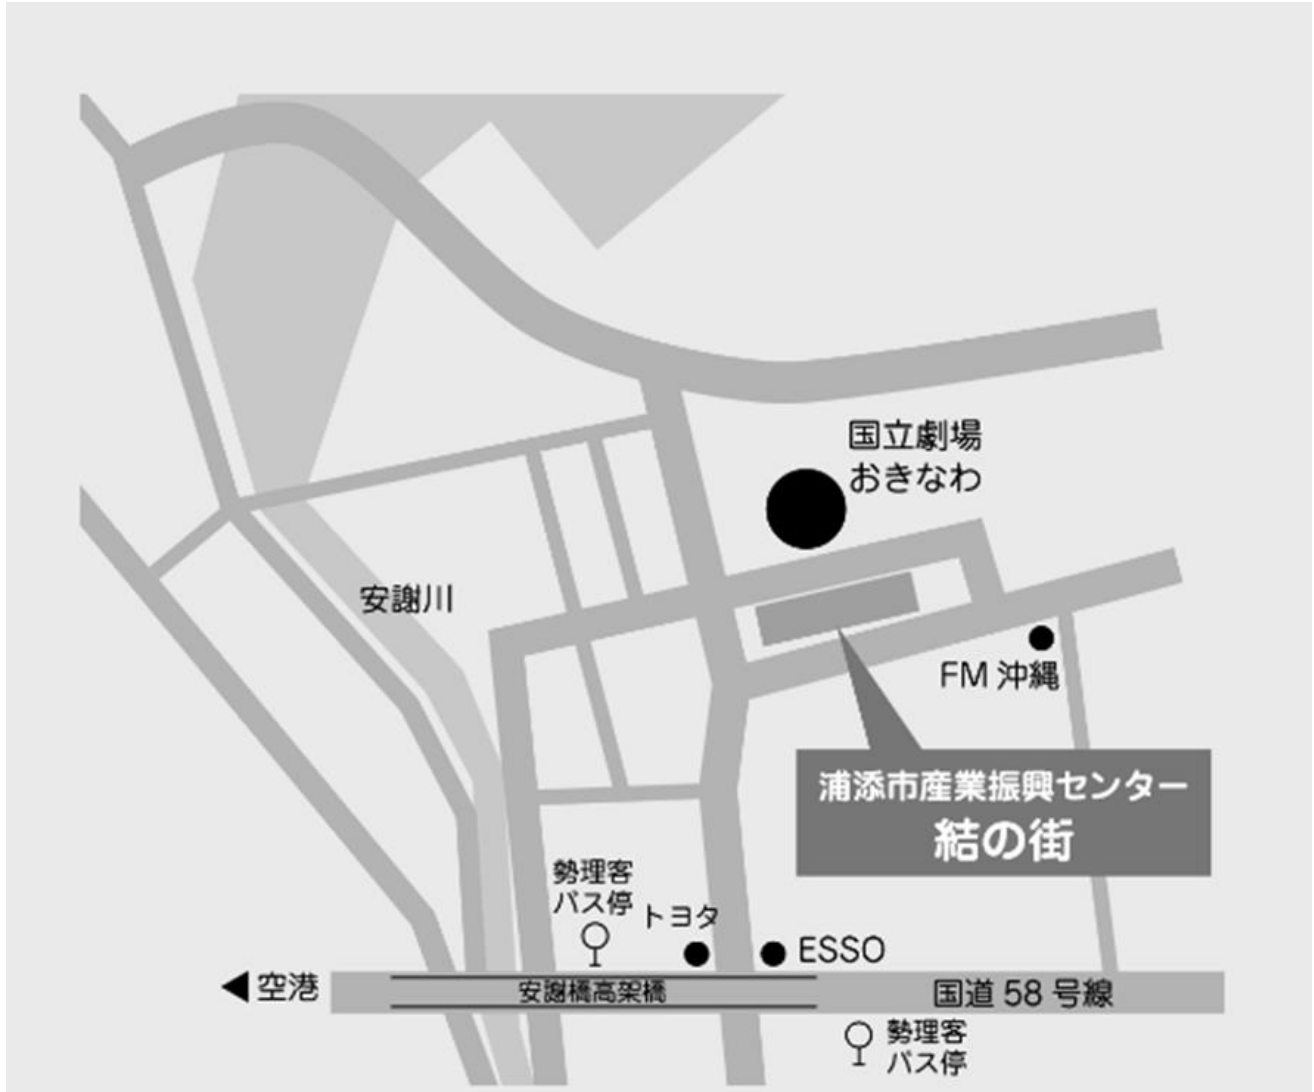 国立劇場
おきなわ
安謝川
FM 沖縄
浦添市産業振興センター
結の街
勢理客
バス停
トヨタ
ESSO
空港
安謝橋高架橋
国道 58 号線
勢理客
バス停